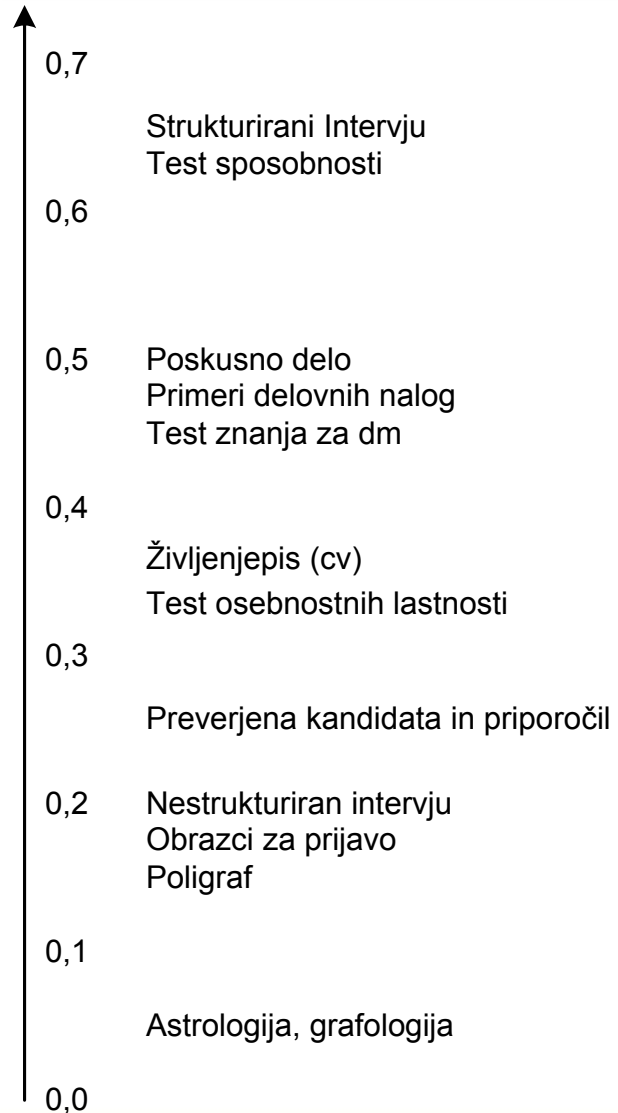 0,7
Strukturirani Intervju
Test sposobnosti
0,6
0,5 Poskusno delo
Primeri delovnih nalog
Test znanja za dm
0,4
Življenjepis (cv)
Test osebnostnih lastnosti
0,3
Preverjena kandidata in priporočil
0,2 Nestrukturiran intervju
Obrazci za prijavo
Poligraf
0,1
Astrologija, grafologija
0,0